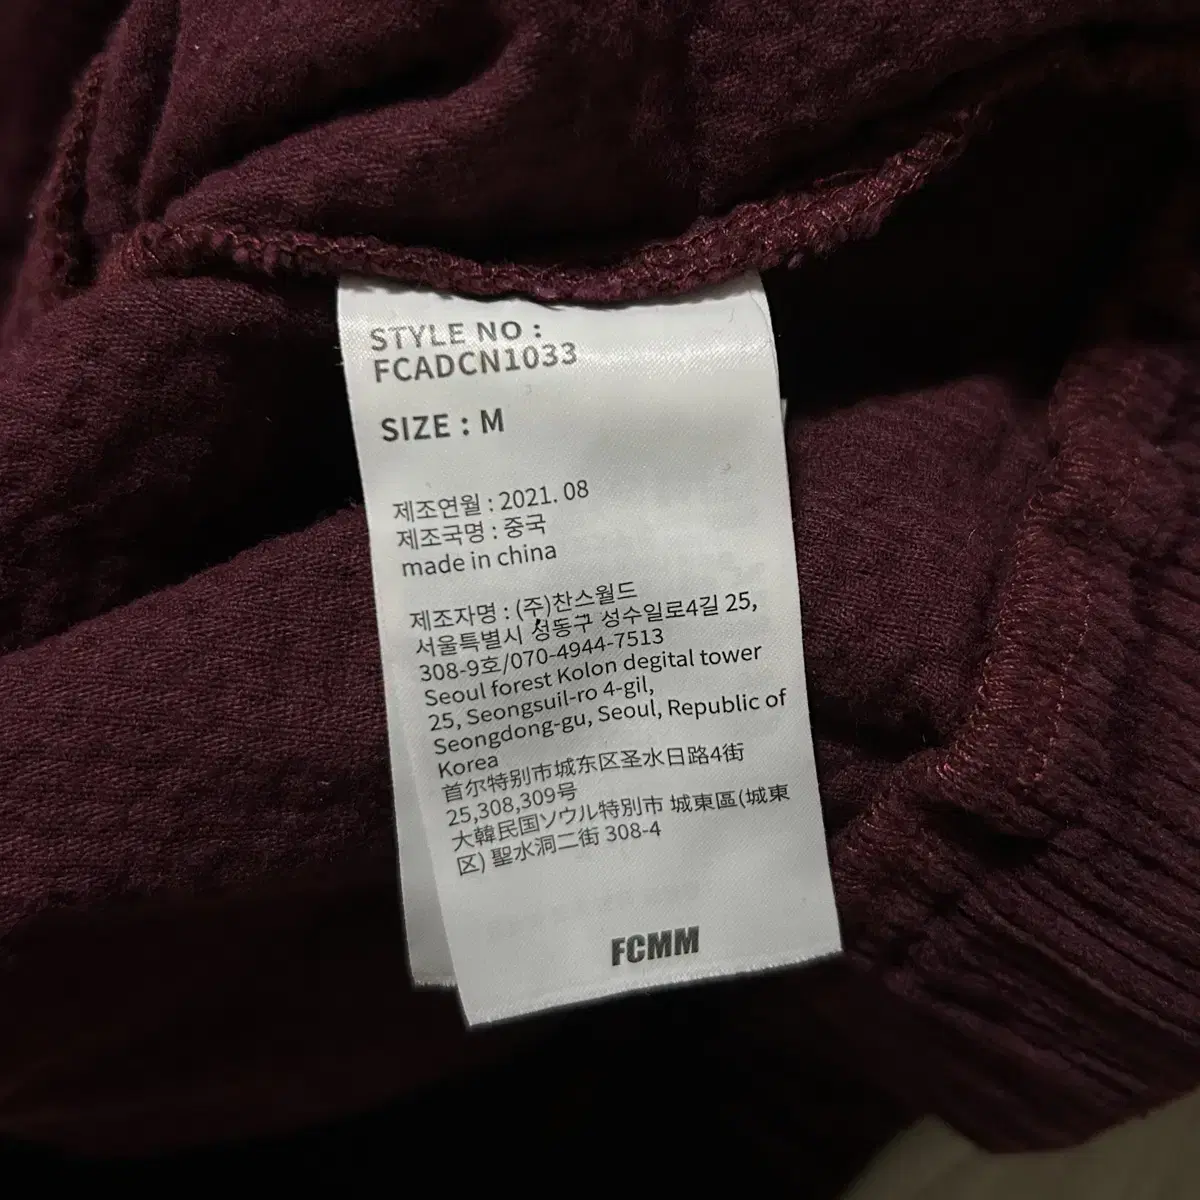 STYLE NO :
FCADCN1033
SIZE : M
제조연월 : 2021. 08
제조국명 : 중국
made in china
제조자명 : (주)찬스월드
서울특별시 성동구 성수일로4길 25,
308-9호/070-4944-7513
Seoul forest Kolon degital tower
25, Seongsuil-ro 4-gil,
Seongdong-gu, Seoul, Republic of
Korea
首尔特别市城东区圣水日路4街
25,308,309号
大韓民国ソウル特別市 城東區(城東
区) 聖水洞二街 308-4
FCMM